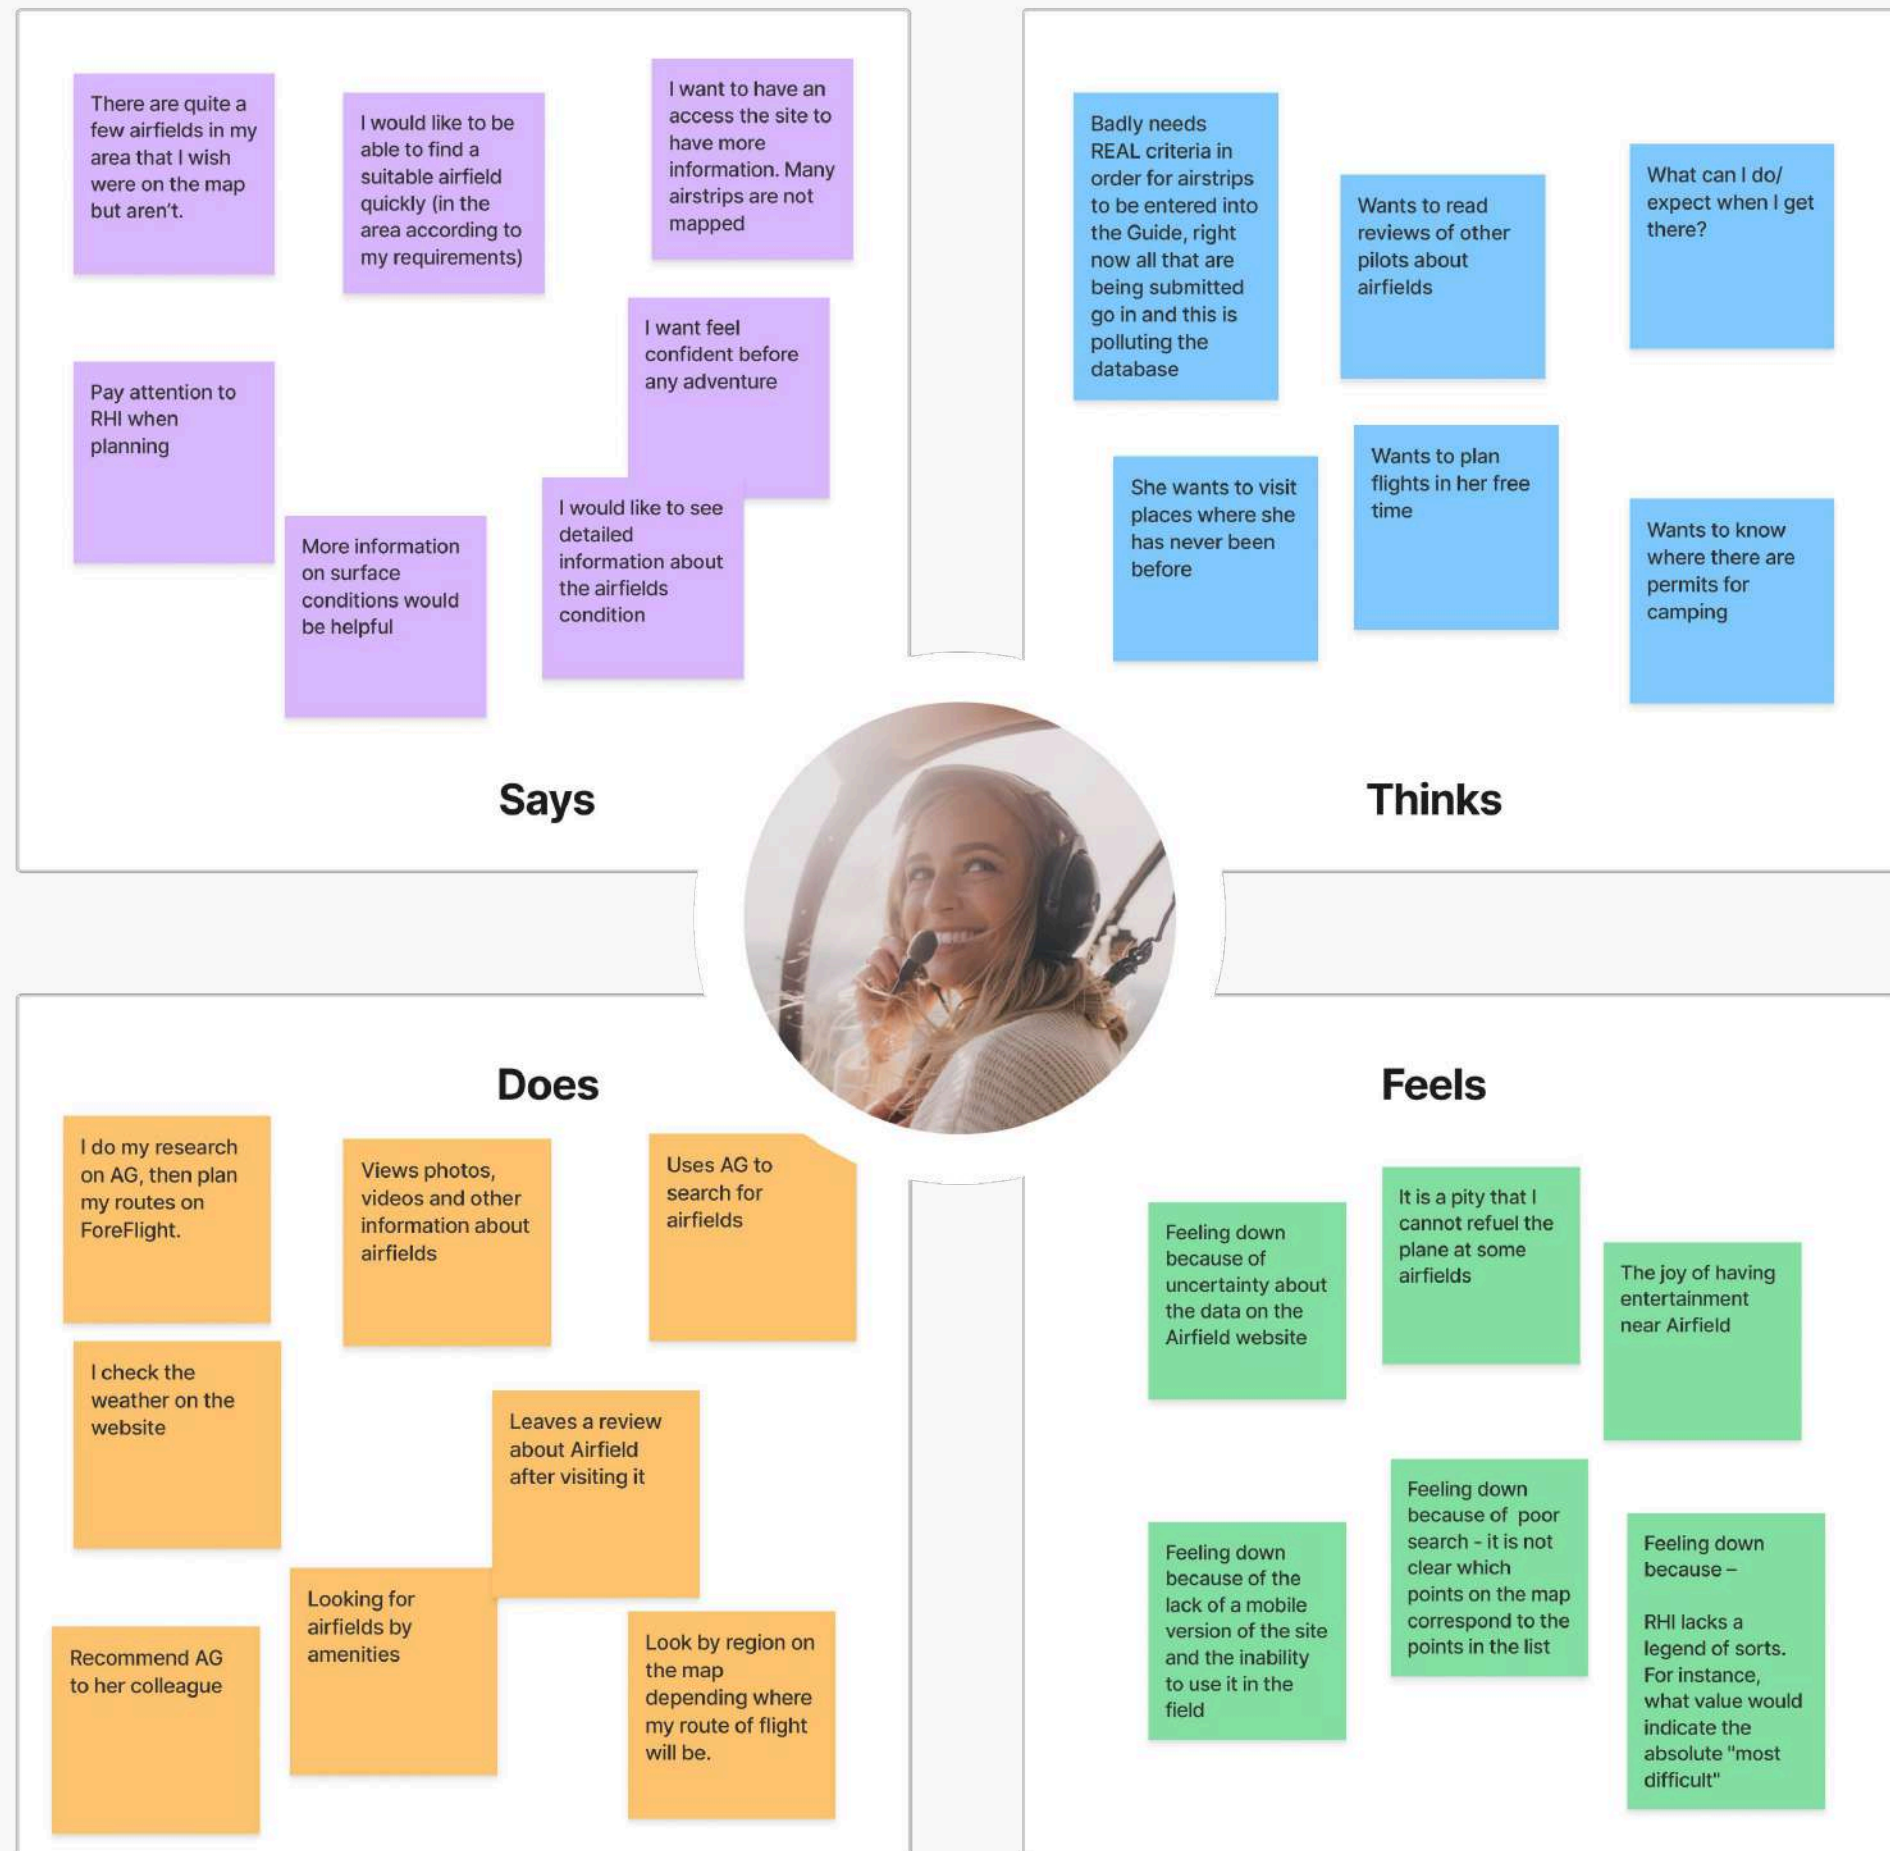 There are quite a
few airfields in my
area that I wish
were on the map
but aren't.
I would like to be
able to find a
suitable airfield
quickly (in the
area according to
my requirements)
I want to have an
access the site to
have more
information. Many
airstrips are not
mapped
Pay attention to
RHI when
planning
I want feel
confident before
any adventure
More information
on surface
conditions would
be helpful
I would like to see
detailed
information about
the airfields
condition
Says
Badly needs
REAL criteria in
order for airstrips
to be entered into
the Guide, right
now all that are
being submitted
go in and this is
polluting the
database
Wants to read
reviews of other
pilots about
airfields
What can I do/
expect when I get
there?
She wants to visit
places where she
has never been
before
Wants to plan
flights in her free
time
Wants to know
where there are
permits for
camping
Thinks
Does
I do my research
on AG, then plan
my routes on
ForeFlight.
Views photos,
videos and other
information about
airfields
Uses AG to
search for
airfields
I check the
weather on the
website
Leaves a review
about Airfield
after visiting it
Recommend AG
to her colleague
Looking for
airfields by
amenities
Look by region on
the map
depending where
my route of flight
will be.
Feels
Feeling down
because of
uncertainty about
the data on the
Airfield website
It is a pity that I
cannot refuel the
plane at some
airfields
The joy of having
entertainment
near Airfield
Feeling down
because of the
lack of a mobile
version of the site
and the inability
to use it in the
field
Feeling down
because of  poor
search - it is not
clear which
points on the map
correspond to the
points in the list
Feeling down
because –
RHI lacks a
legend of sorts.
For instance,
what value would
indicate the
absolute "most
difficult"